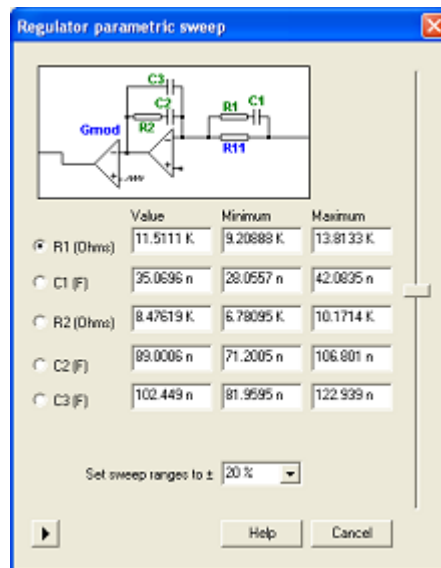 Regulator parametric sweep
C3
C2
R2
Gmod
R1 C1
R11
Value Minimum Maximum
R1 (Ohms) 11.5111 K 9.20888 K 13.8133 K
C1 (F) 35.0696 n 28.0557 n 42.0835 n
R2 (Ohms) 8.47619 K 6.78095 K 10.1714 K
C2 (F) 89.0006 n 71.2005 n 106.801 n
C3 (F) 102.449 n 81.9595 n 122.939 n
Set sweep ranges to ± 20 %
Help Cancel